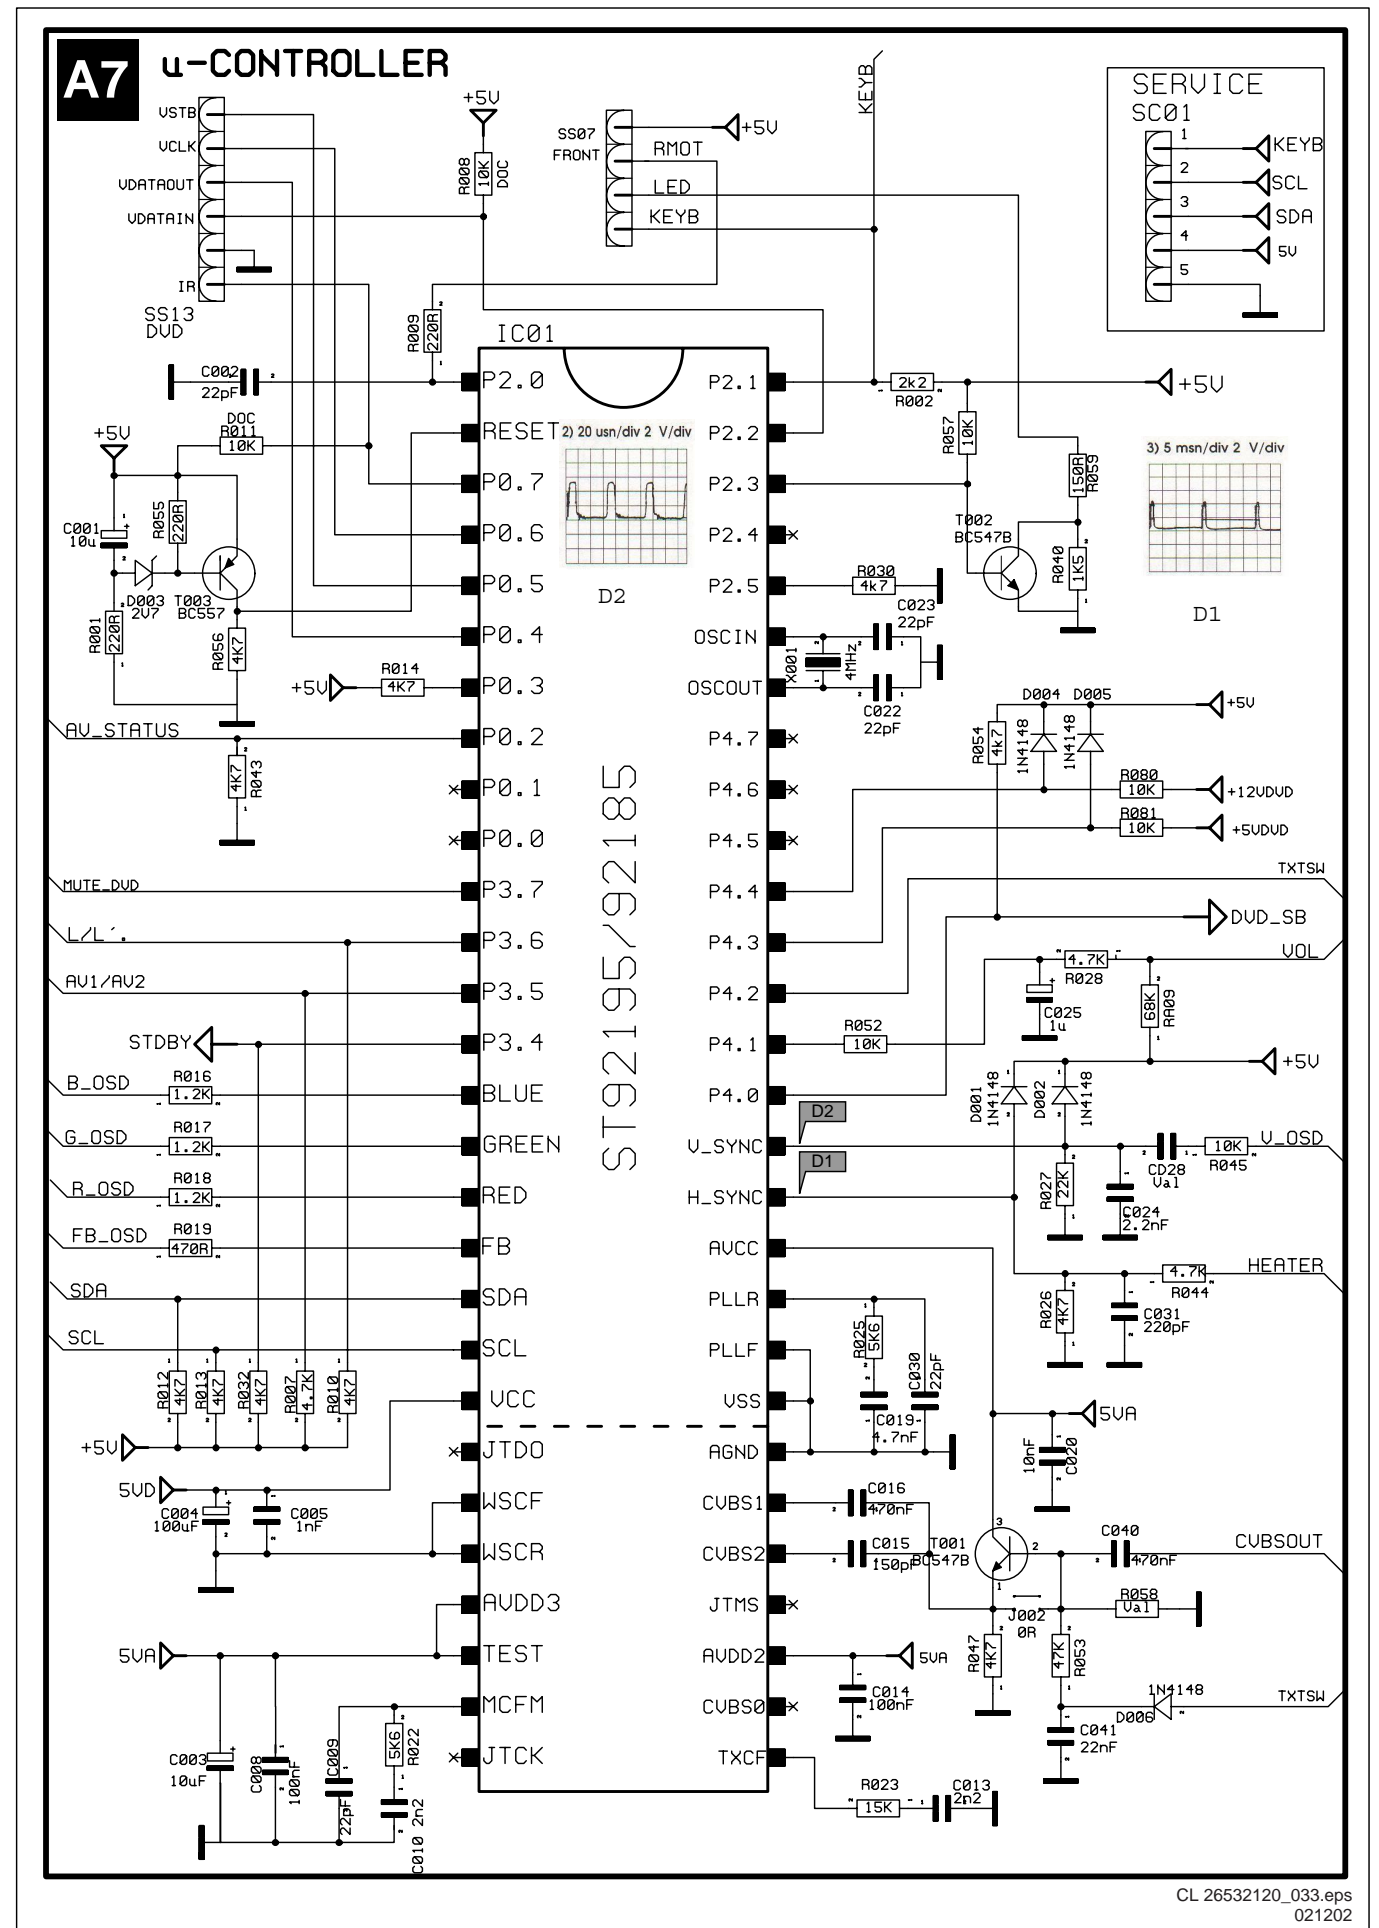 A7
u-CONTROLLER
VSTB
VCLK
VDATAOUT
VDATAIN
IR
SS13
DVD
+5V
R008
10K
DOC
SS07
FRONT
+5V
RMOT
LED
KEYB
KEYB
SERVICE
SC01
1
KEYB
2
SCL
3
SDA
4
5V
5
R009
220R
IC01
C002
22pF
DOC
R011
10K
+5V
C001
10u
R055
220R
D003
2V7
T003
BC557
R001
220R
R056
4K7
+5V
R014
4K7
AV_STATUS
4K7
R043
MUTE_DVD
L/L´.
AV1/AV2
STDBY
B_OSD
R016
1.2K
G_OSD
R017
1.2K
R_OSD
R018
1.2K
FB_OSD
R019
470R
SDA
SCL
R012
4K7
R013
4K7
R032
4K7
R007
4.7K
R010
4K7
+5V
5VD
C004
100uF
C005
1nF
5VA
C003
10uF
C008
100nF
C009
22pF
5K6
R022
C010 2n2
P2.0
RESET
P0.7
P0.6
P0.5
P0.4
P0.3
P0.2
P0.1
P0.0
P3.7
P3.6
P3.5
P3.4
BLUE
GREEN
RED
FB
SDA
SCL
VCC
JTDO
WSCF
WSCR
AVDD3
TEST
MCFM
JTCK
2) 20 usn/div 2 V/div
D2
ST92195/92185
P2.1
P2.2
P2.3
P2.4
P2.5
OSCIN
OSCOUT
P4.7
P4.6
P4.5
P4.4
P4.3
P4.2
P4.1
P4.0
V_SYNC
H_SYNC
AVCC
PLLR
PLLF
VSS
AGND
CVBS1
CVBS2
JTMS
AVDD2
CVBS0
TXCF
2k2
R002
+5V
R057
10K
150R
R059
T002
BC547B
R040
1K5
3) 5 msn/div 2 V/div
D1
R030
4k7
C023
22pF
X001
4MHz
C022
22pF
D004
D005
+5V
R054
4k7
1N4148
1N4148
R080
10K
+12VDVD
R081
10K
+5VDVD
TXTSW
DVD_SB
VOL
4.7K
R028
C025
1u
68K
RA09
R052
10K
+5V
D001
1N4148
D002
1N4148
D2
D1
V_OSD
10K
R045
CD28
Val
R027
22K
C024
2.2nF
HEATER
4.7K
R044
R026
4K7
C031
220pF
R025
5K6
C030
22pF
C019
4.7nF
5VA
10nF
C020
C016
470nF
C015
150pF
T001
BC547B
3
2
1
C040
470nF
CVBSOUT
J002
0R
R058
Val
R047
4K7
47K
R053
5VA
C014
100nF
1N4148
D006
TXTSW
C041
22nF
R023
15K
C013
2n2
CL 26532120_033.eps
021202